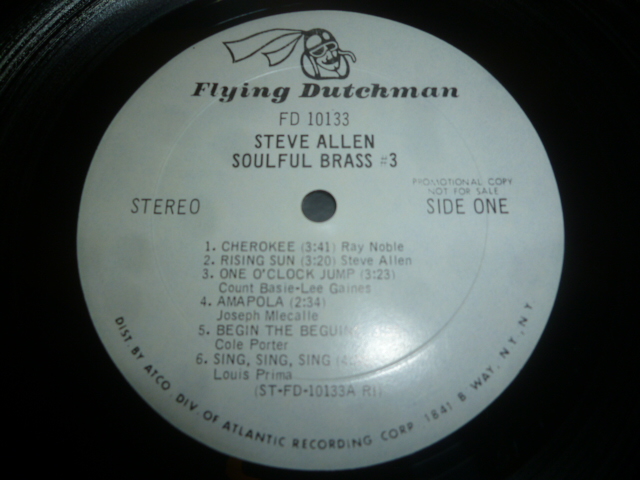 Flying Dutchman
FD 10133
STEVE ALLEN
SOULFUL BRASS #3
PROMOTIONAL COPY
NOT FOR SALE
STEREO
SIDE ONE
1. CHEROKEE (3:41) Ray Noble
2. RISING SUN (3:20) Steve Allen
3. ONE O'CLOCK JUMP (3:23)
Count Basie-Lee Gaines
4. AMAPOLA (2:34)
Joseph Mlecalle
5. BEGIN THE
Cole Porter
6. SING, SING, SING
Louis Prima
(ST-FD-10133A RI)
DIST BY ATCO DIV. OF ATLANTIC RECORDING CORP. 1841 B WAY, N.Y., N.Y.